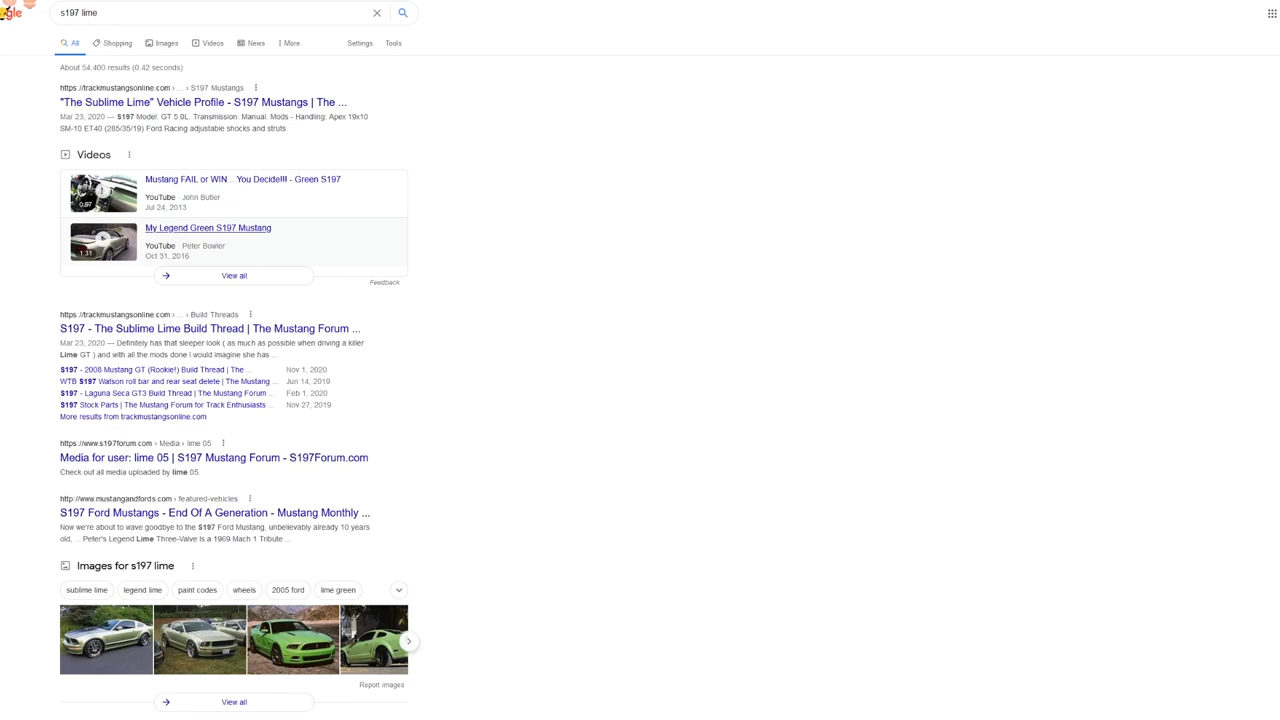 gle
s197 lime
All
Shopping
Images
Videos
News
More
Settings
Tools
About 54,400 results (0.42 seconds)
https://trackmustangsonline.com › ... › S197 Mustangs
"The Sublime Lime" Vehicle Profile - S197 Mustangs | The ...
Mar 23, 2020 — S197 Model: GT 5.0L. Transmission: Manual. Mods - Handling. Apex 19x10
SM-10 ET40 (285/35/19) Ford Racing adjustable shocks and struts
Videos
Mustang FAIL or WIN... You Decide!!! - Green S197
YouTube · John Butler
Jul 24, 2013
0:57
My Legend Green S197 Mustang
YouTube · Peter Bowler
Oct 31, 2016
1:31
View all
Feedback
https://trackmustangsonline.com › ... › Build Threads
S197 - The Sublime Lime Build Thread | The Mustang Forum ...
Mar 23, 2020 — Definitely has that sleeper look ( as much as possible when driving a killer
Lime GT ) and with all the mods done i would imagine she has ...
S197 - 2008 Mustang GT (Rookie!) Build Thread | The ... Nov 1, 2020
WTB S197 Watson roll bar and rear seat delete | The Mustang ... Jun 14, 2019
S197 - Laguna Seca GT3 Build Thread | The Mustang Forum ... Feb 1, 2020
S197 Stock Parts | The Mustang Forum for Track Enthusiasts ... Nov 27, 2019
More results from trackmustangsonline.com
https://www.s197forum.com › Media › lime 05
Media for user: lime 05 | S197 Mustang Forum - S197Forum.com
Check out all media uploaded by lime 05.
http://www.mustangandfords.com › featured-vehicles
S197 Ford Mustangs - End Of A Generation - Mustang Monthly ...
Now we're about to wave goodbye to the S197 Ford Mustang, unbelievably already 10 years
old, ... Peter's Legend Lime Three-Valve Is a 1969 Mach 1 Tribute ...
Images for s197 lime
sublime lime
legend lime
paint codes
wheels
2005 ford
lime green
Report images
View all